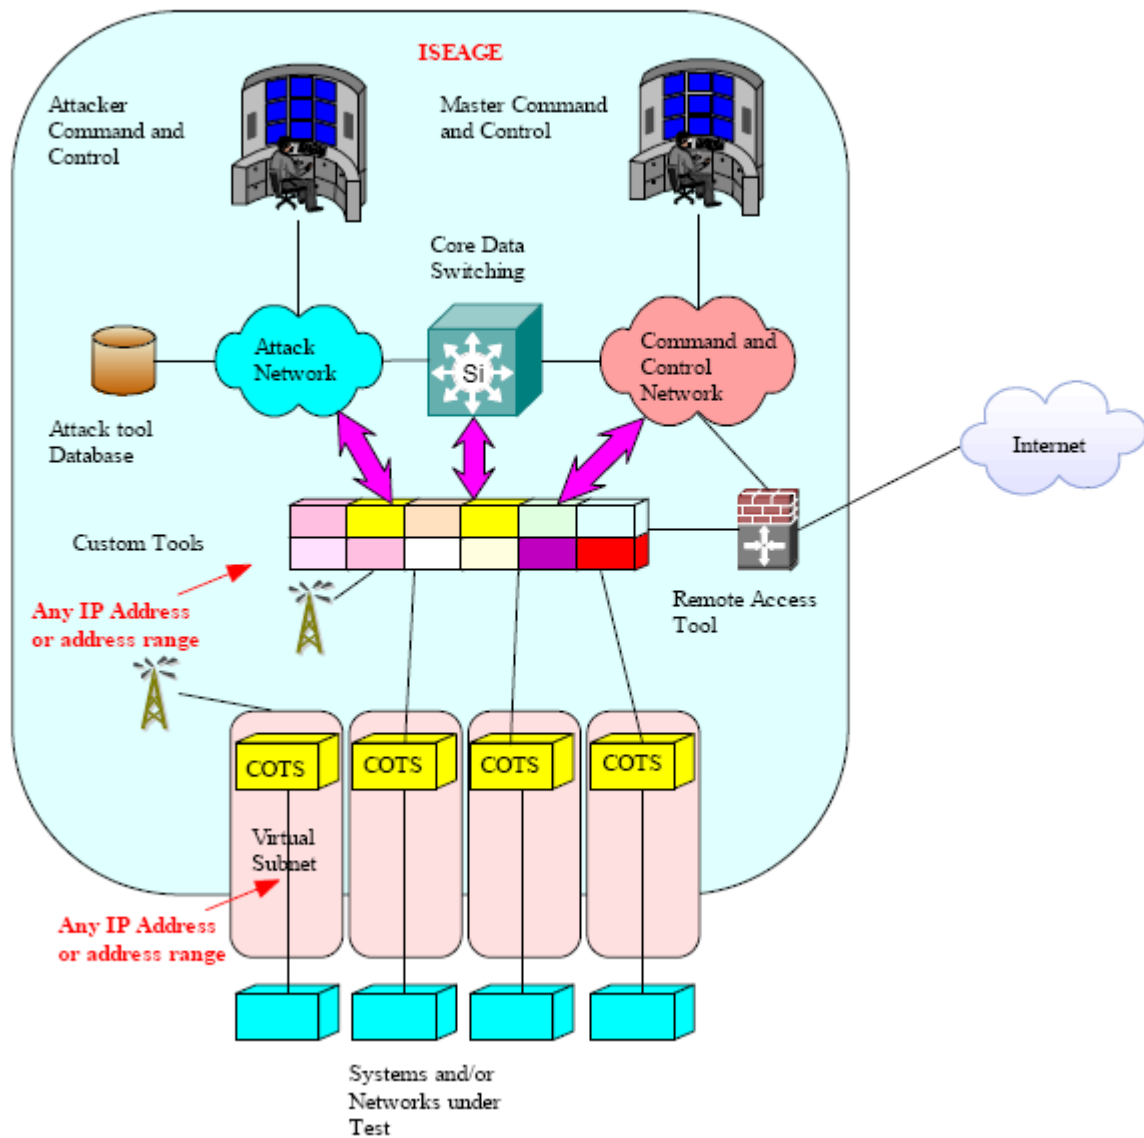 ISEAGE
Attacker
Command and
Control
Master Command
and Control
Core Data
Switching
Attack
Network
Si
Command and
Control
Network
Attack tool
Database
Internet
Custom Tools
Any IP Address
or address range
Remote Access
Tool
COTS
COTS
COTS
COTS
Virtual
Subnet
Any IP Address
or address range
Systems and/or
Networks under
Test